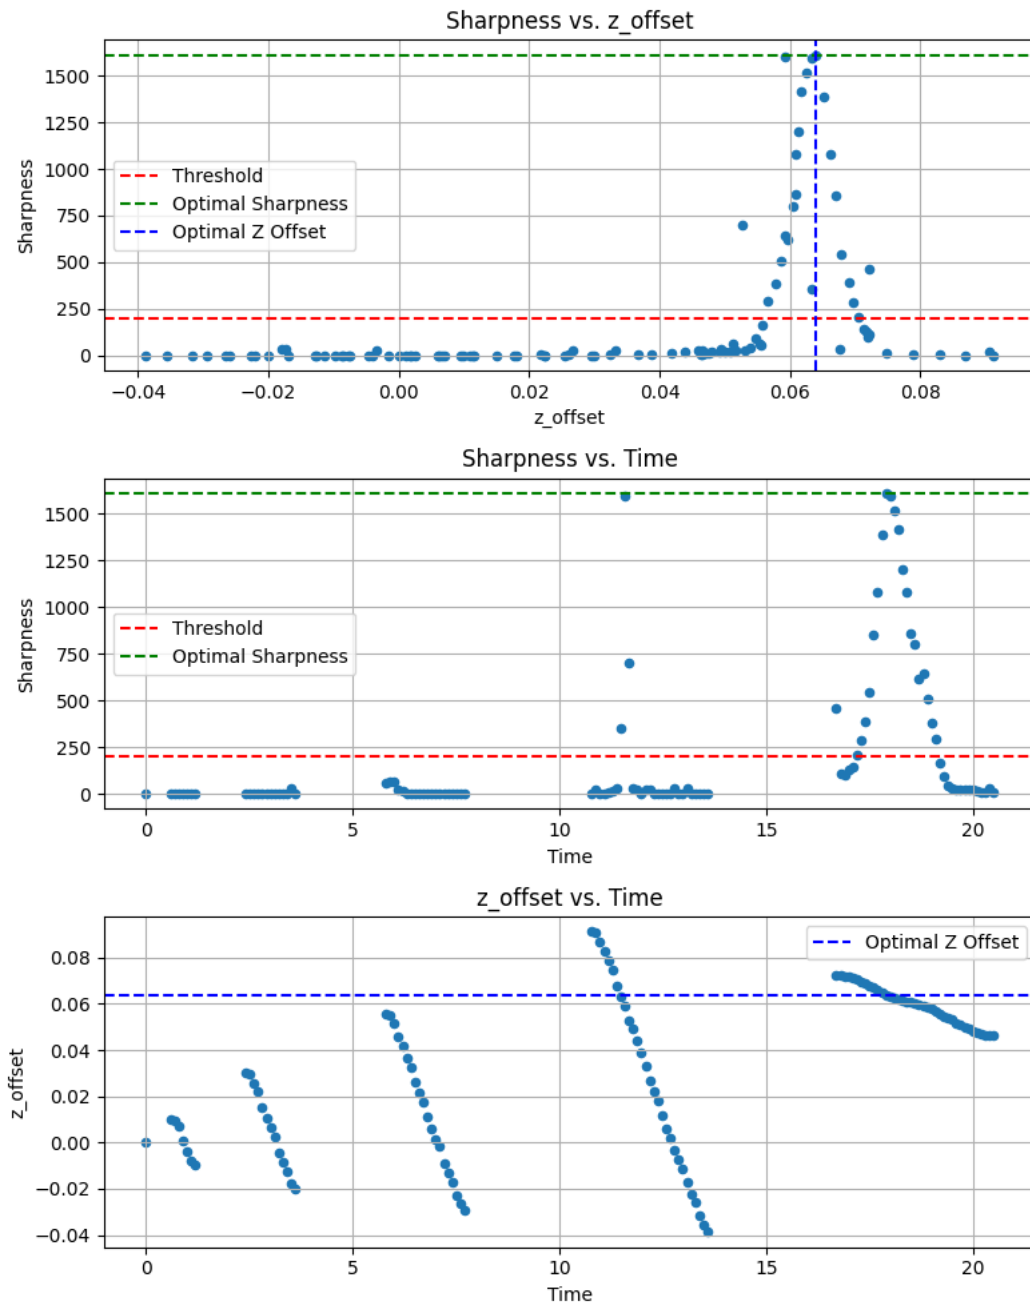 Sharpness vs. z_offset
Sharpness
1500
1250
1000
750
500
250
0
Threshold
Optimal Sharpness
Optimal Z Offset
−0.04
−0.02
0.00
0.02
0.04
0.06
0.08
z_offset
Sharpness vs. Time
Sharpness
1500
1250
1000
750
500
250
0
Threshold
Optimal Sharpness
0
5
10
15
20
Time
z_offset vs. Time
z_offset
0.08
0.06
0.04
0.02
0.00
−0.02
−0.04
Optimal Z Offset
0
5
10
15
20
Time